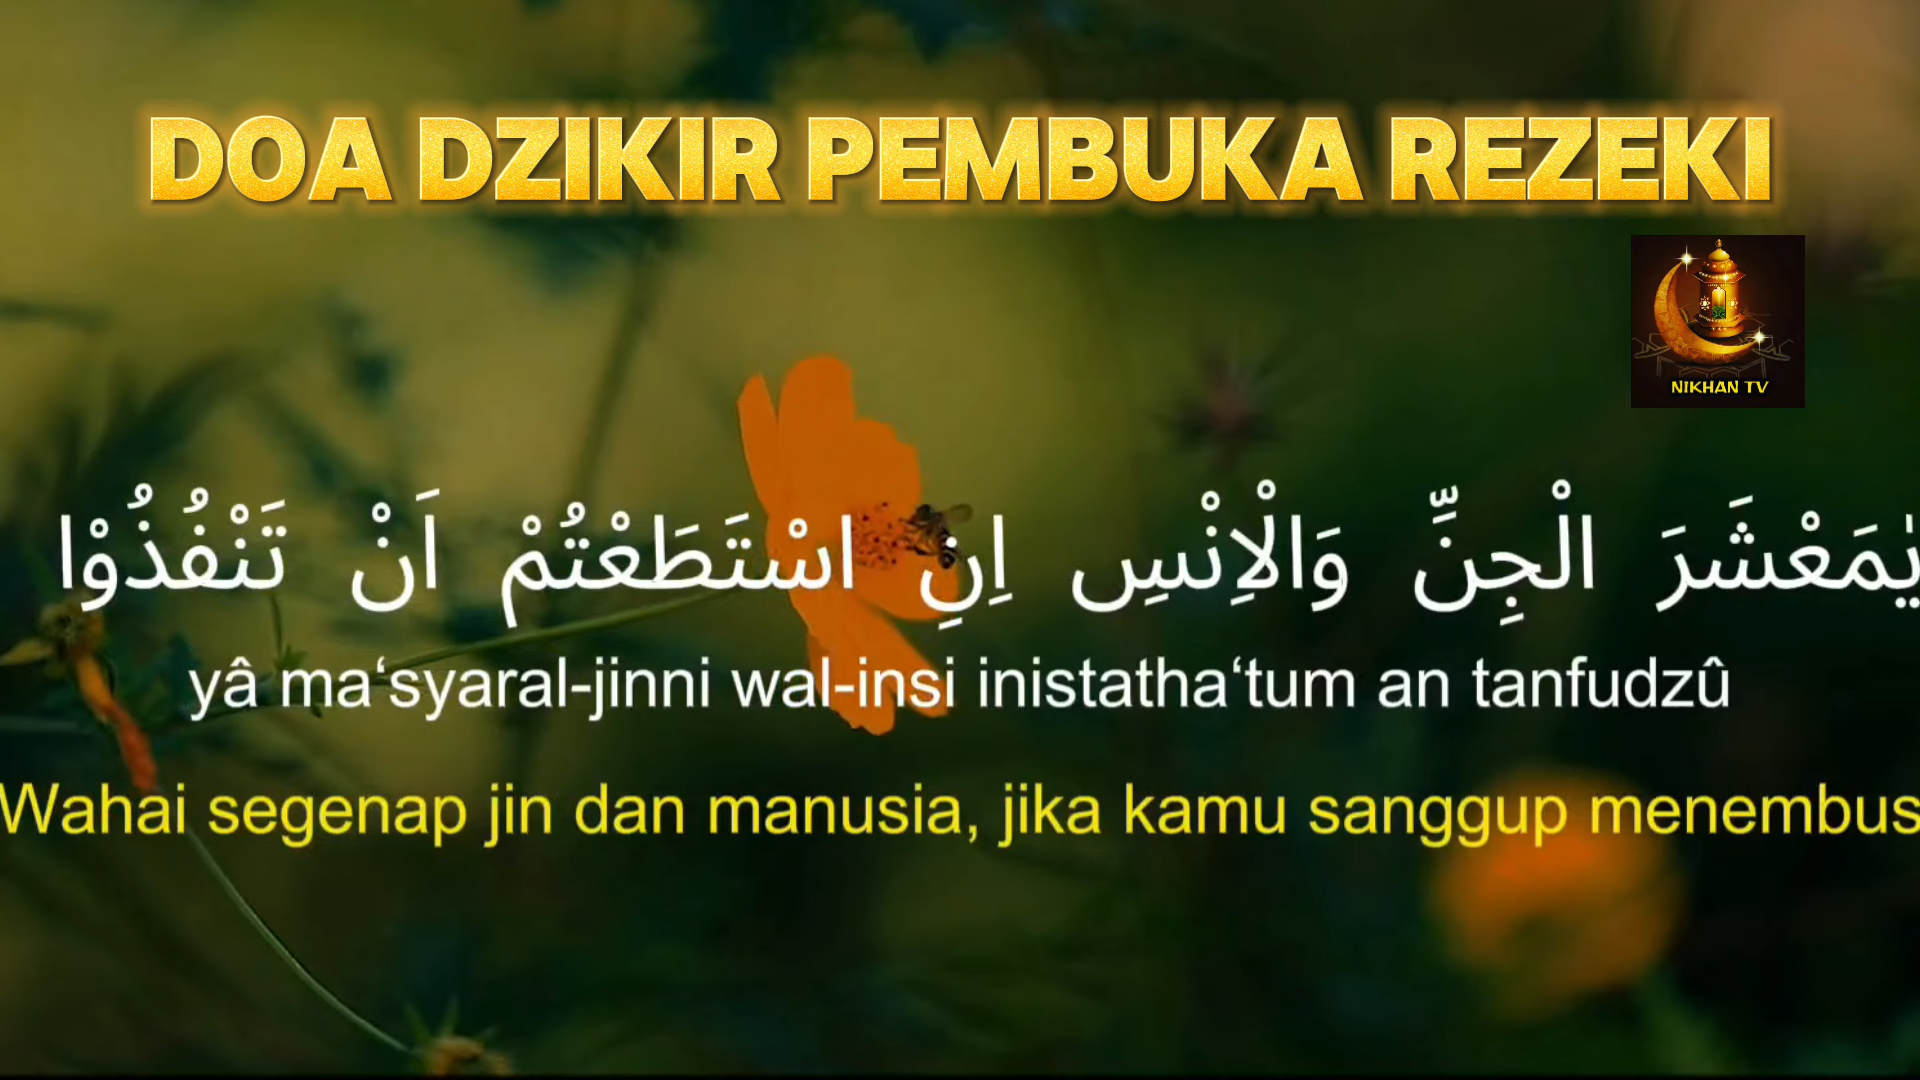 DOA DZIKIR PEMBUKA REZEKI
NIKHAN TV
يٰمَعْشَرَ الْجِنِّ وَالْاِنْسِ اِنِ اسْتَطَعْتُمْ اَنْ تَنْفُذُوْا
yâ ma‘syaral-jinni wal-insi inistatha‘tum an tanfudzû
Wahai segenap jin dan manusia, jika kamu sanggup menembus